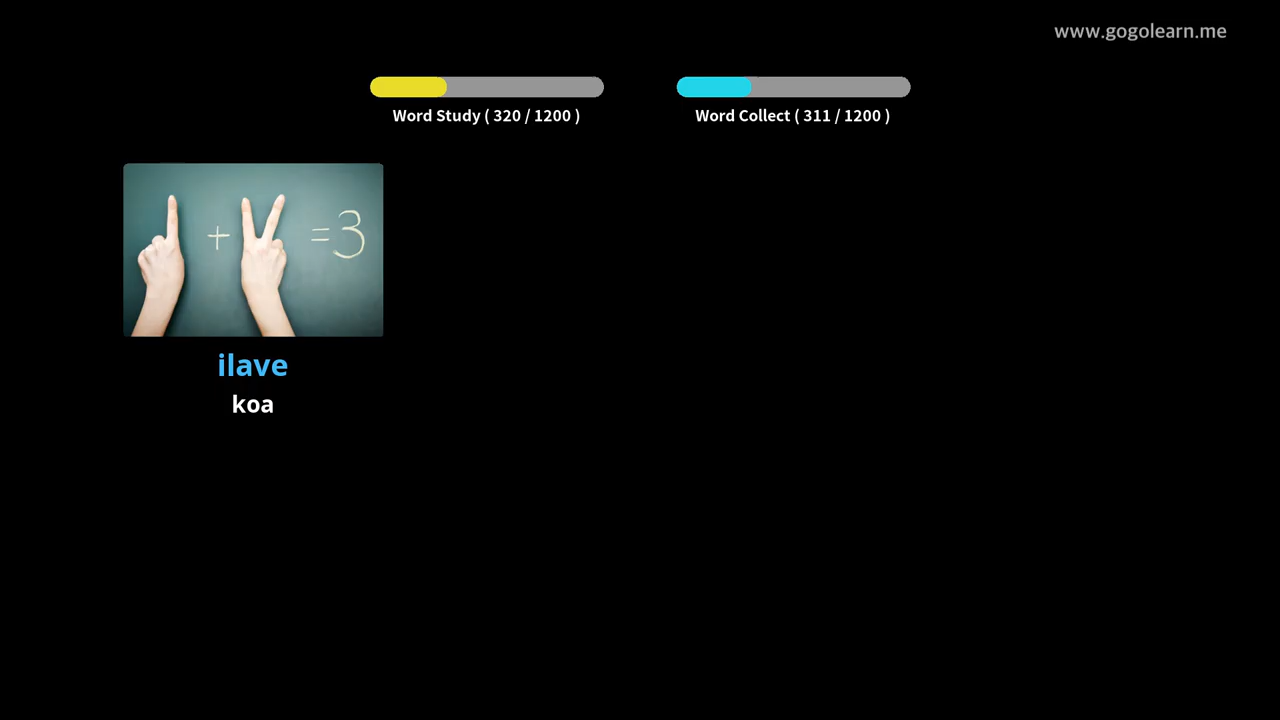 www.gogolearn.me
Word Study ( 320 / 1200 )
Word Collect ( 311 / 1200 )
+ =3
ilave
koa